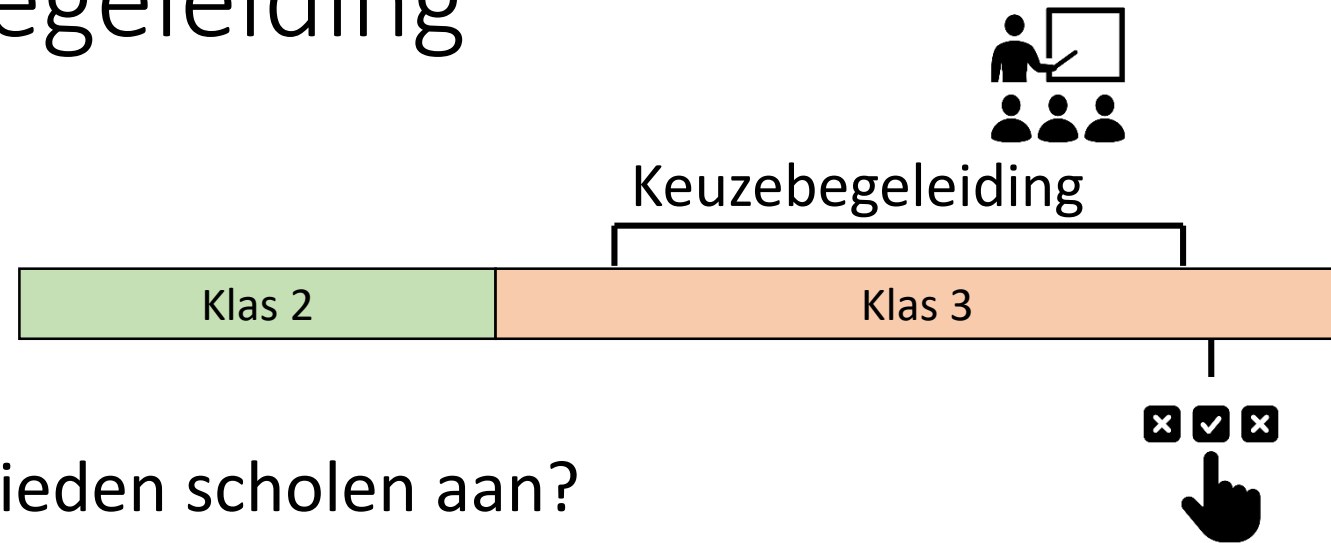 egeleiding
Keuzebegeleiding
Klas 2
Klas 3
ieden scholen aan?